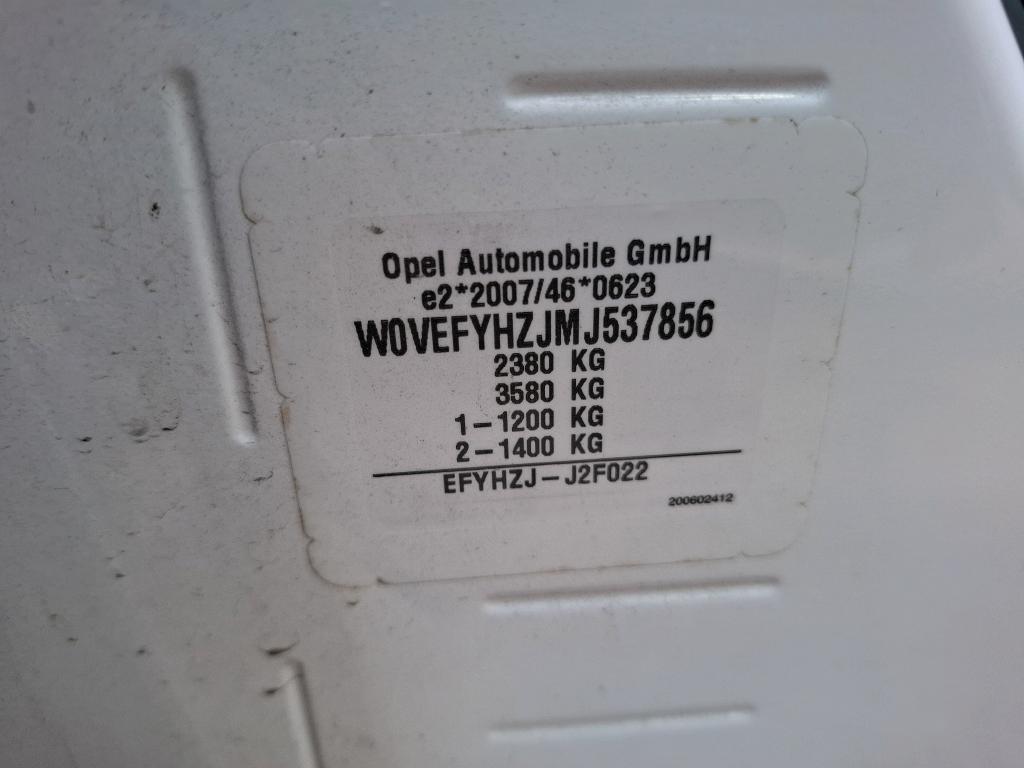 Opel Automobile GmbH
e2*2007/46*0623
W0VEFYHZJMJ537856
2380 KG
3580 KG
1-1200 KG
2-1400 KG
EFYHZJ-J2F022
200602412